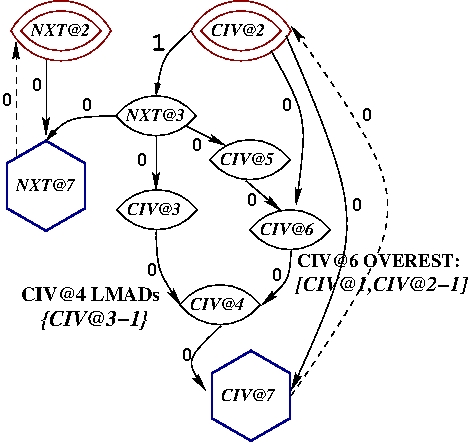 NXT@2
CIV@2
1
0
0
0
0
0
NXT@3
0
0
CIV@5
NXT@7
0
0
CIV@3
CIV@6
CIV@6 OVEREST:
[CIV@1,CIV@2−1]
0
0
CIV@4 LMADs
{CIV@3−1}
CIV@4
0
CIV@7